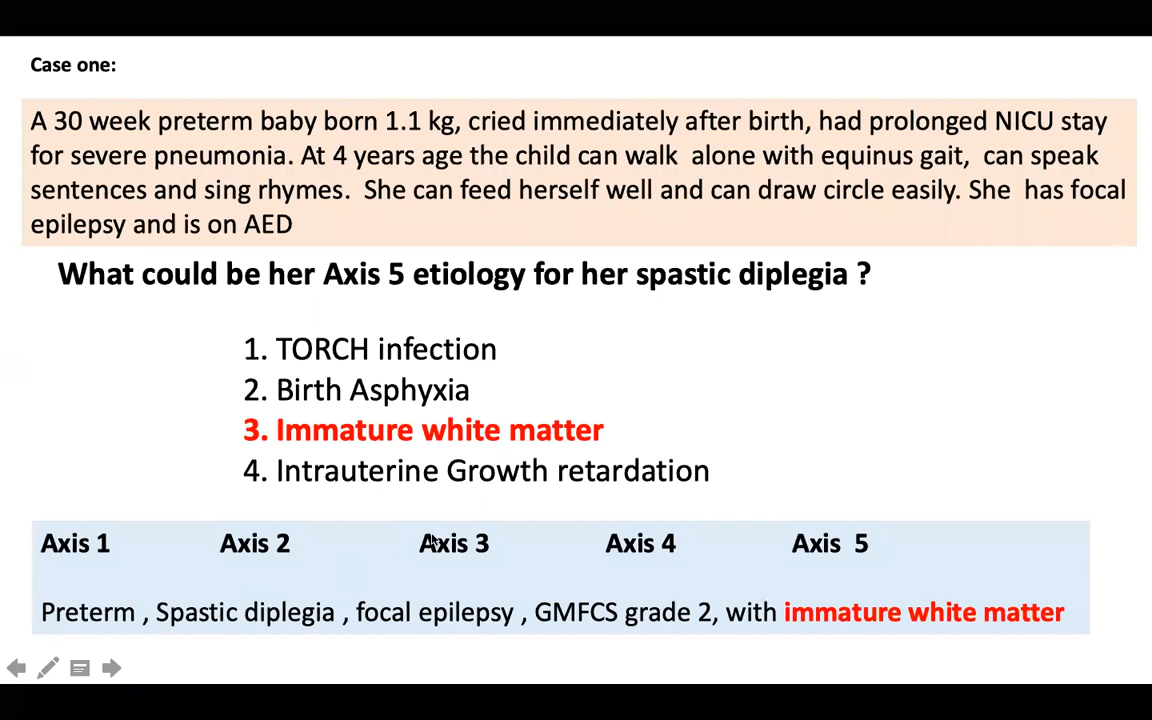 Case one:
A 30 week preterm baby born 1.1 kg, cried immediately after birth, had prolonged NICU stay
for severe pneumonia. At 4 years age the child can walk alone with equinus gait, can speak
sentences and sing rhymes. She can feed herself well and can draw circle easily. She has focal
epilepsy and is on AED
What could be her Axis 5 etiology for her spastic diplegia ?
1. TORCH infection
2. Birth Asphyxia
3. Immature white matter
4. Intrauterine Growth retardation
Axis 1 Axis 2 Axis 3 Axis 4 Axis 5
Preterm , Spastic diplegia , focal epilepsy , GMFCS grade 2, with immature white matter